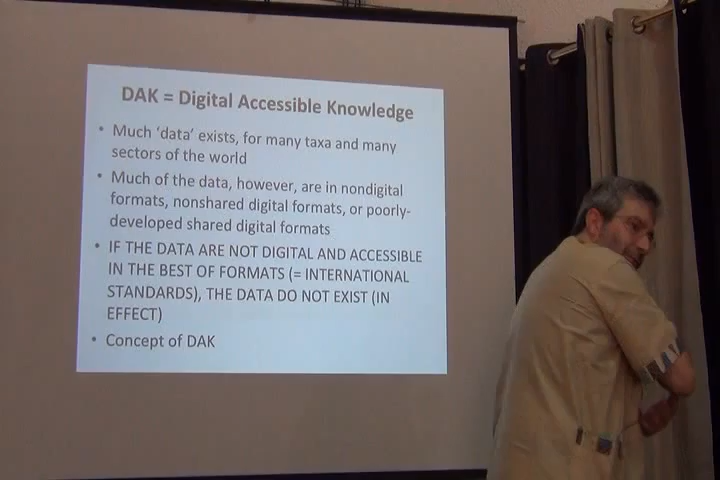 DAK = Digital Accessible Knowledge
• Much 'data' exists, for many taxa and many
sectors of the world
• Much of the data, however, are in nondigital
formats, nonshared digital formats, or poorly-
developed shared digital formats
• IF THE DATA ARE NOT DIGITAL AND ACCESSIBLE
IN THE BEST OF FORMATS (= INTERNATIONAL
STANDARDS), THE DATA DO NOT EXIST (IN
EFFECT)
• Concept of DAK